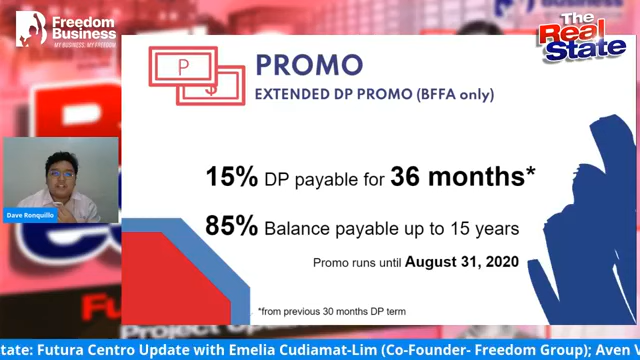 Freedom
Business
MY BUSINESS. MY FREEDOM
The
Real
State
P
PROMO
EXTENDED DP PROMO (BFFA only)
15% DP payable for 36 months*
85% Balance payable up to 15 years
Promo runs until August 31, 2020
*from previous 30 months DP term
Dave Ronquillo
tate: Futura Centro Update with Emelia Cudiamat-Lim (Co-Founder- Freedom Group); Aven